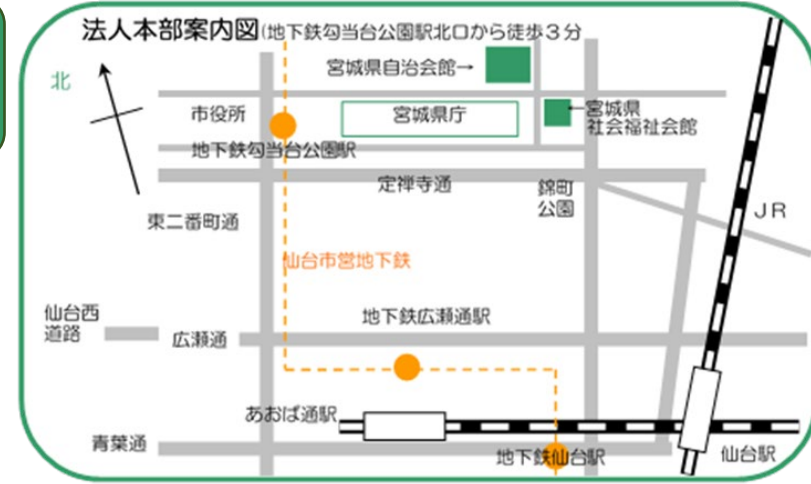 法人本部案内図(地下鉄勾当台公園駅北口から徒歩3分
宮城県自治会館→
北
市役所
宮城県庁
←宮城県
社会福祉会館
地下鉄勾当台公園駅
定禅寺通
錦町
公園
東二番町通
JR
仙台市営地下鉄
仙台西
道路
地下鉄広瀬通駅
広瀬通
あおば通駅
青葉通
地下鉄仙台駅
仙台駅